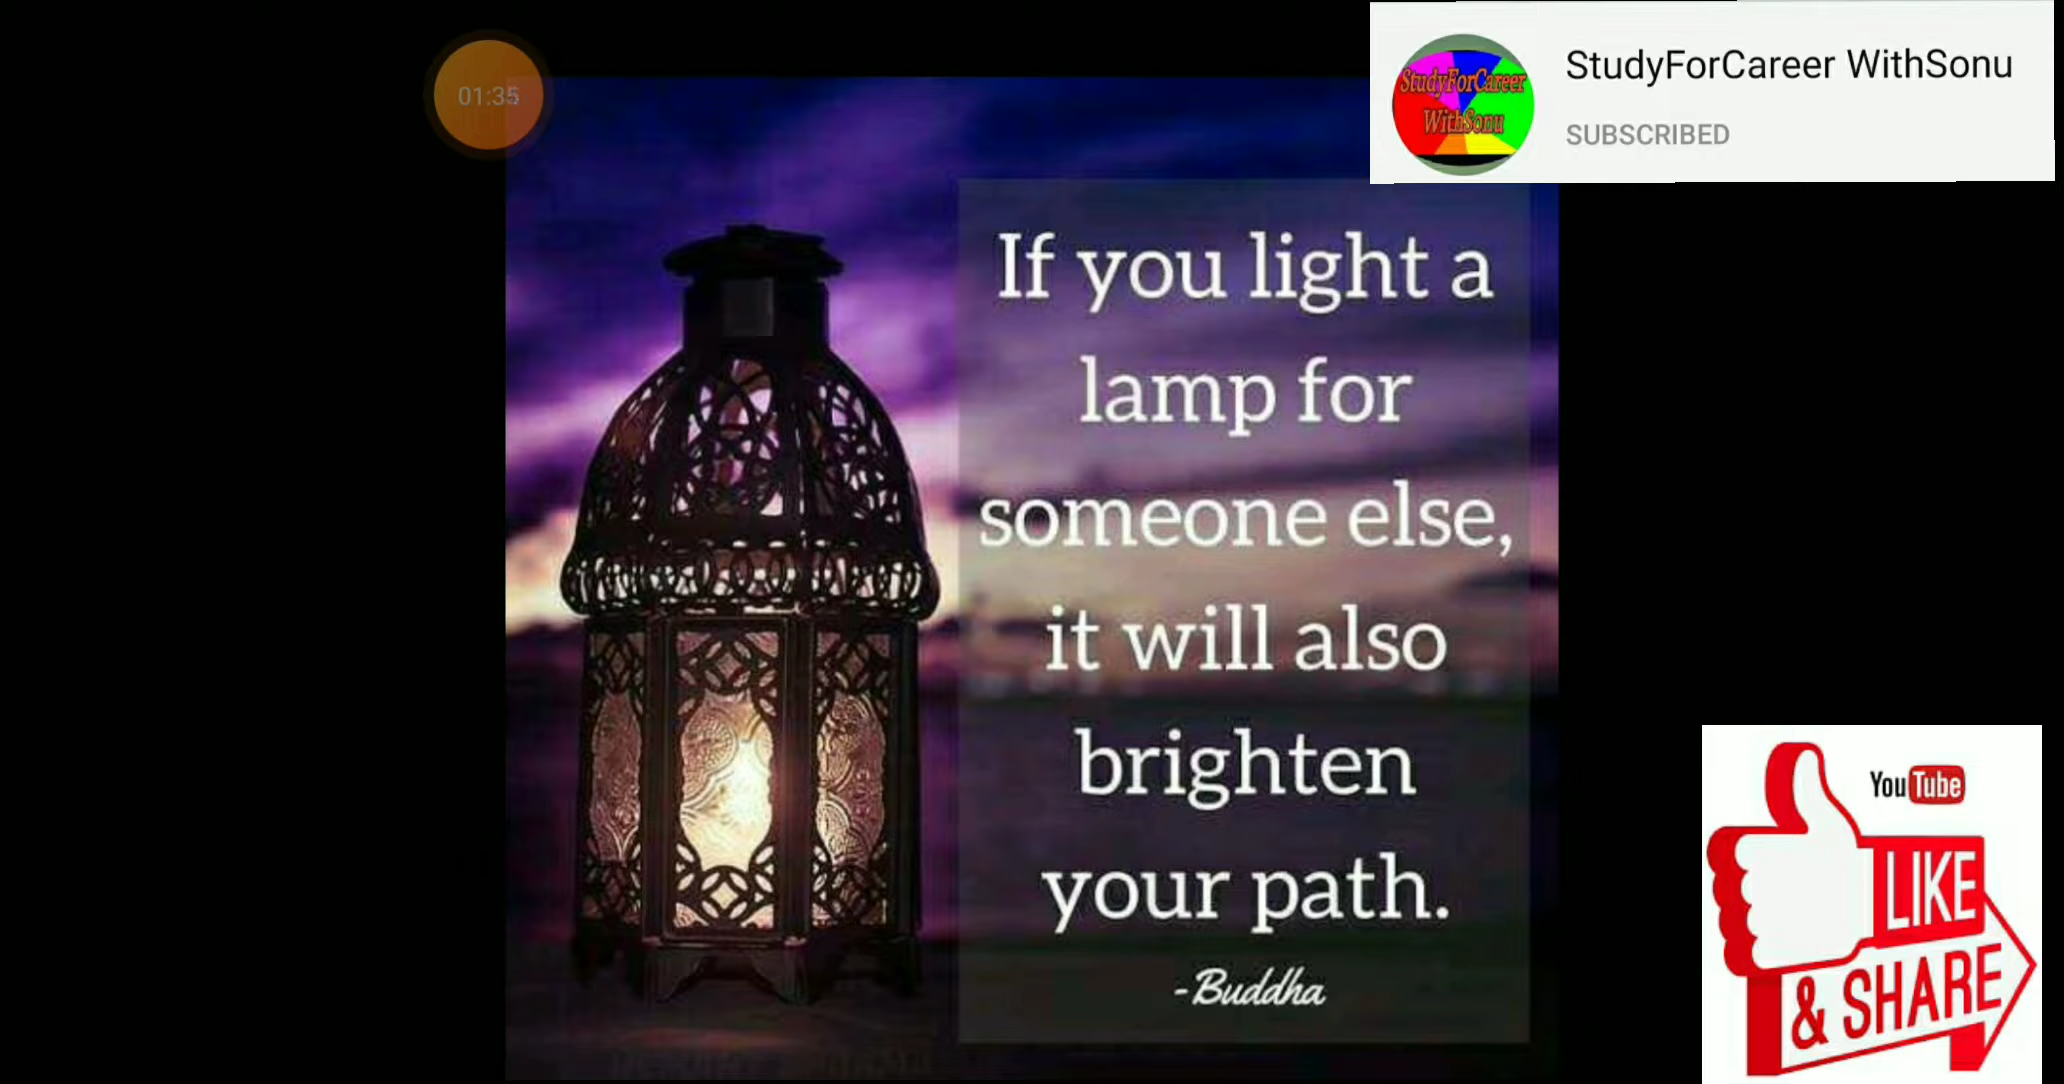 01:35
StudyForCareer WithSonu
SUBSCRIBED
StudyForCareer
WithSonu
If you light a
lamp for
someone else,
it will also
brighten
your path.
-Buddha
YouTube
LIKE
& SHARE